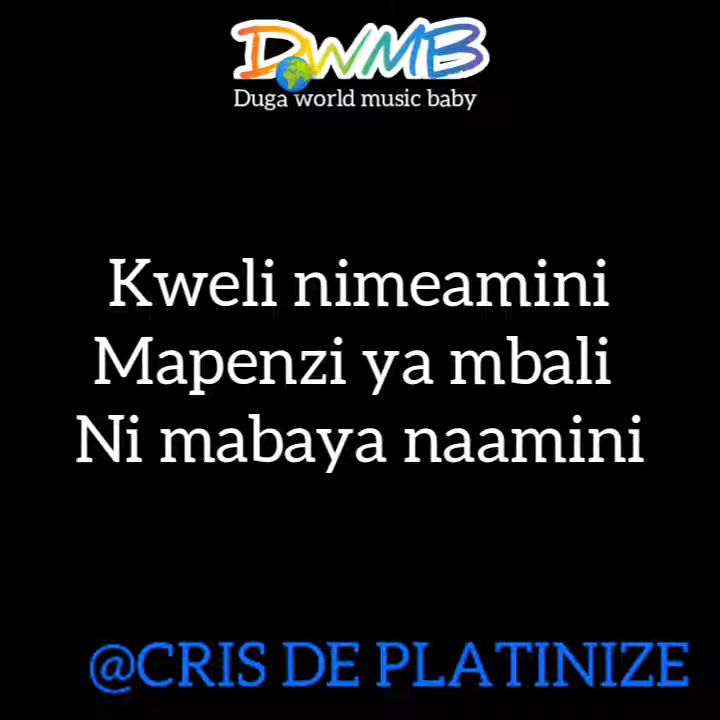 DWMB
Duga world music baby
Kweli nimeamini
Mapenzi ya mbali
Ni mabaya naamini
@CRIS DE PLATINIZE